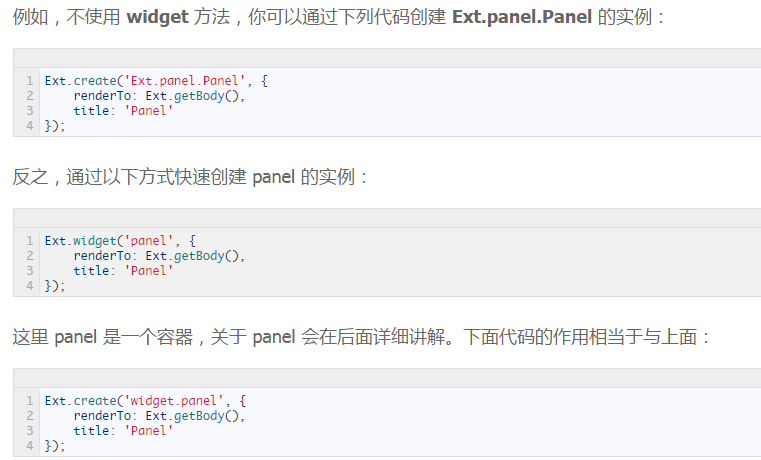 例如，不使用 widget 方法，你可以通过下列代码创建 Ext.panel.Panel 的实例：
1 Ext.create('Ext.panel.Panel', {
2     renderTo: Ext.getBody(),
3     title: 'Panel'
4 });
反之，通过以下方式快速创建 panel 的实例：
1 Ext.widget('panel', {
2     renderTo: Ext.getBody(),
3     title: 'Panel'
4 });
这里 panel 是一个容器，关于 panel 会在后面详细讲解。下面代码的作用相当于与上面：
1 Ext.create('widget.panel', {
2     renderTo: Ext.getBody(),
3     title: 'Panel'
4 });